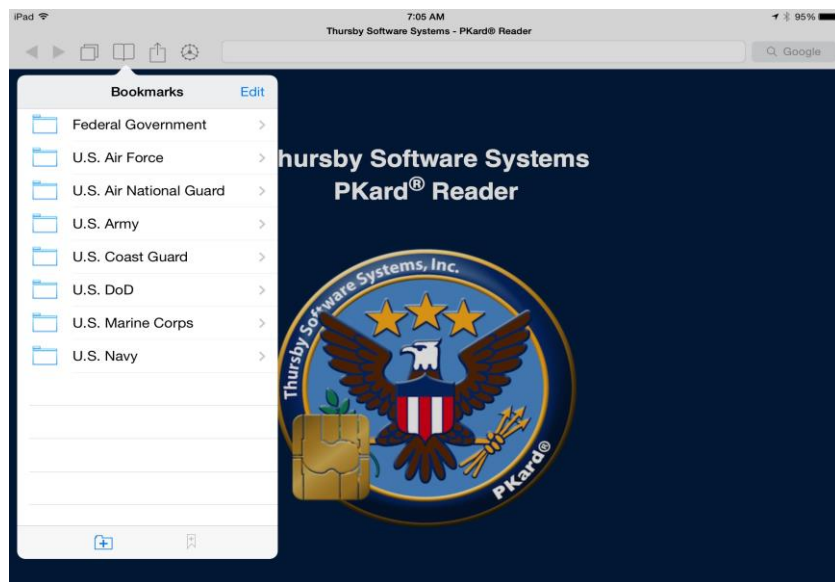 iPad 7:05 AM 95%
Thursby Software Systems - PKard® Reader
Google
Bookmarks Edit
Federal Government
U.S. Air Force
U.S. Air National Guard
U.S. Army
U.S. Coast Guard
U.S. DoD
U.S. Marine Corps
U.S. Navy
hursby Software Systems
PKard® Reader
Thursby Software Systems, Inc.
PKard®